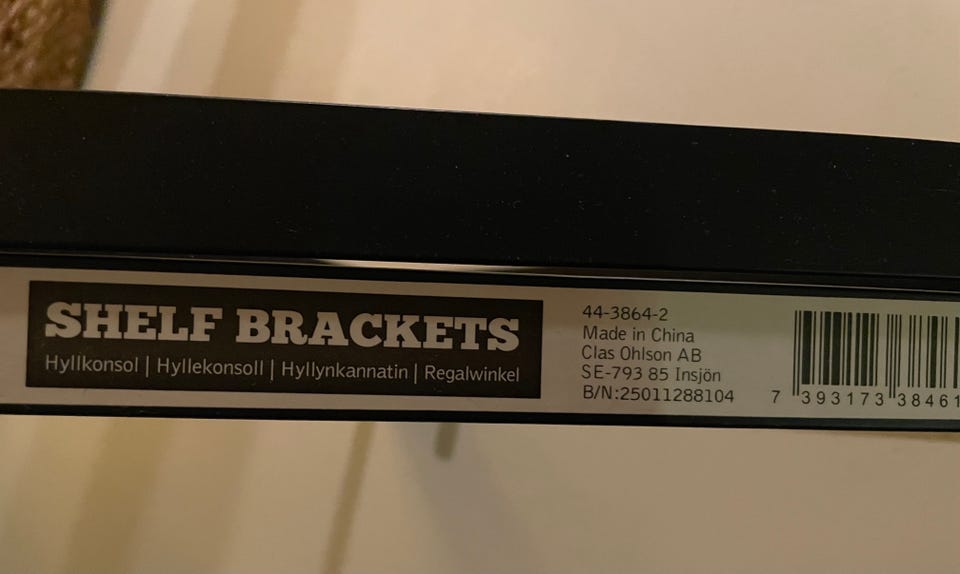 SHELF BRACKETS
Hyllkonsol | Hyllekonsoll | Hyllynkannatin | Regalwinkel
44-3864-2
Made in China
Clas Ohlson AB
SE-793 85 Insjön
B/N:25011288104
7 393173 38461